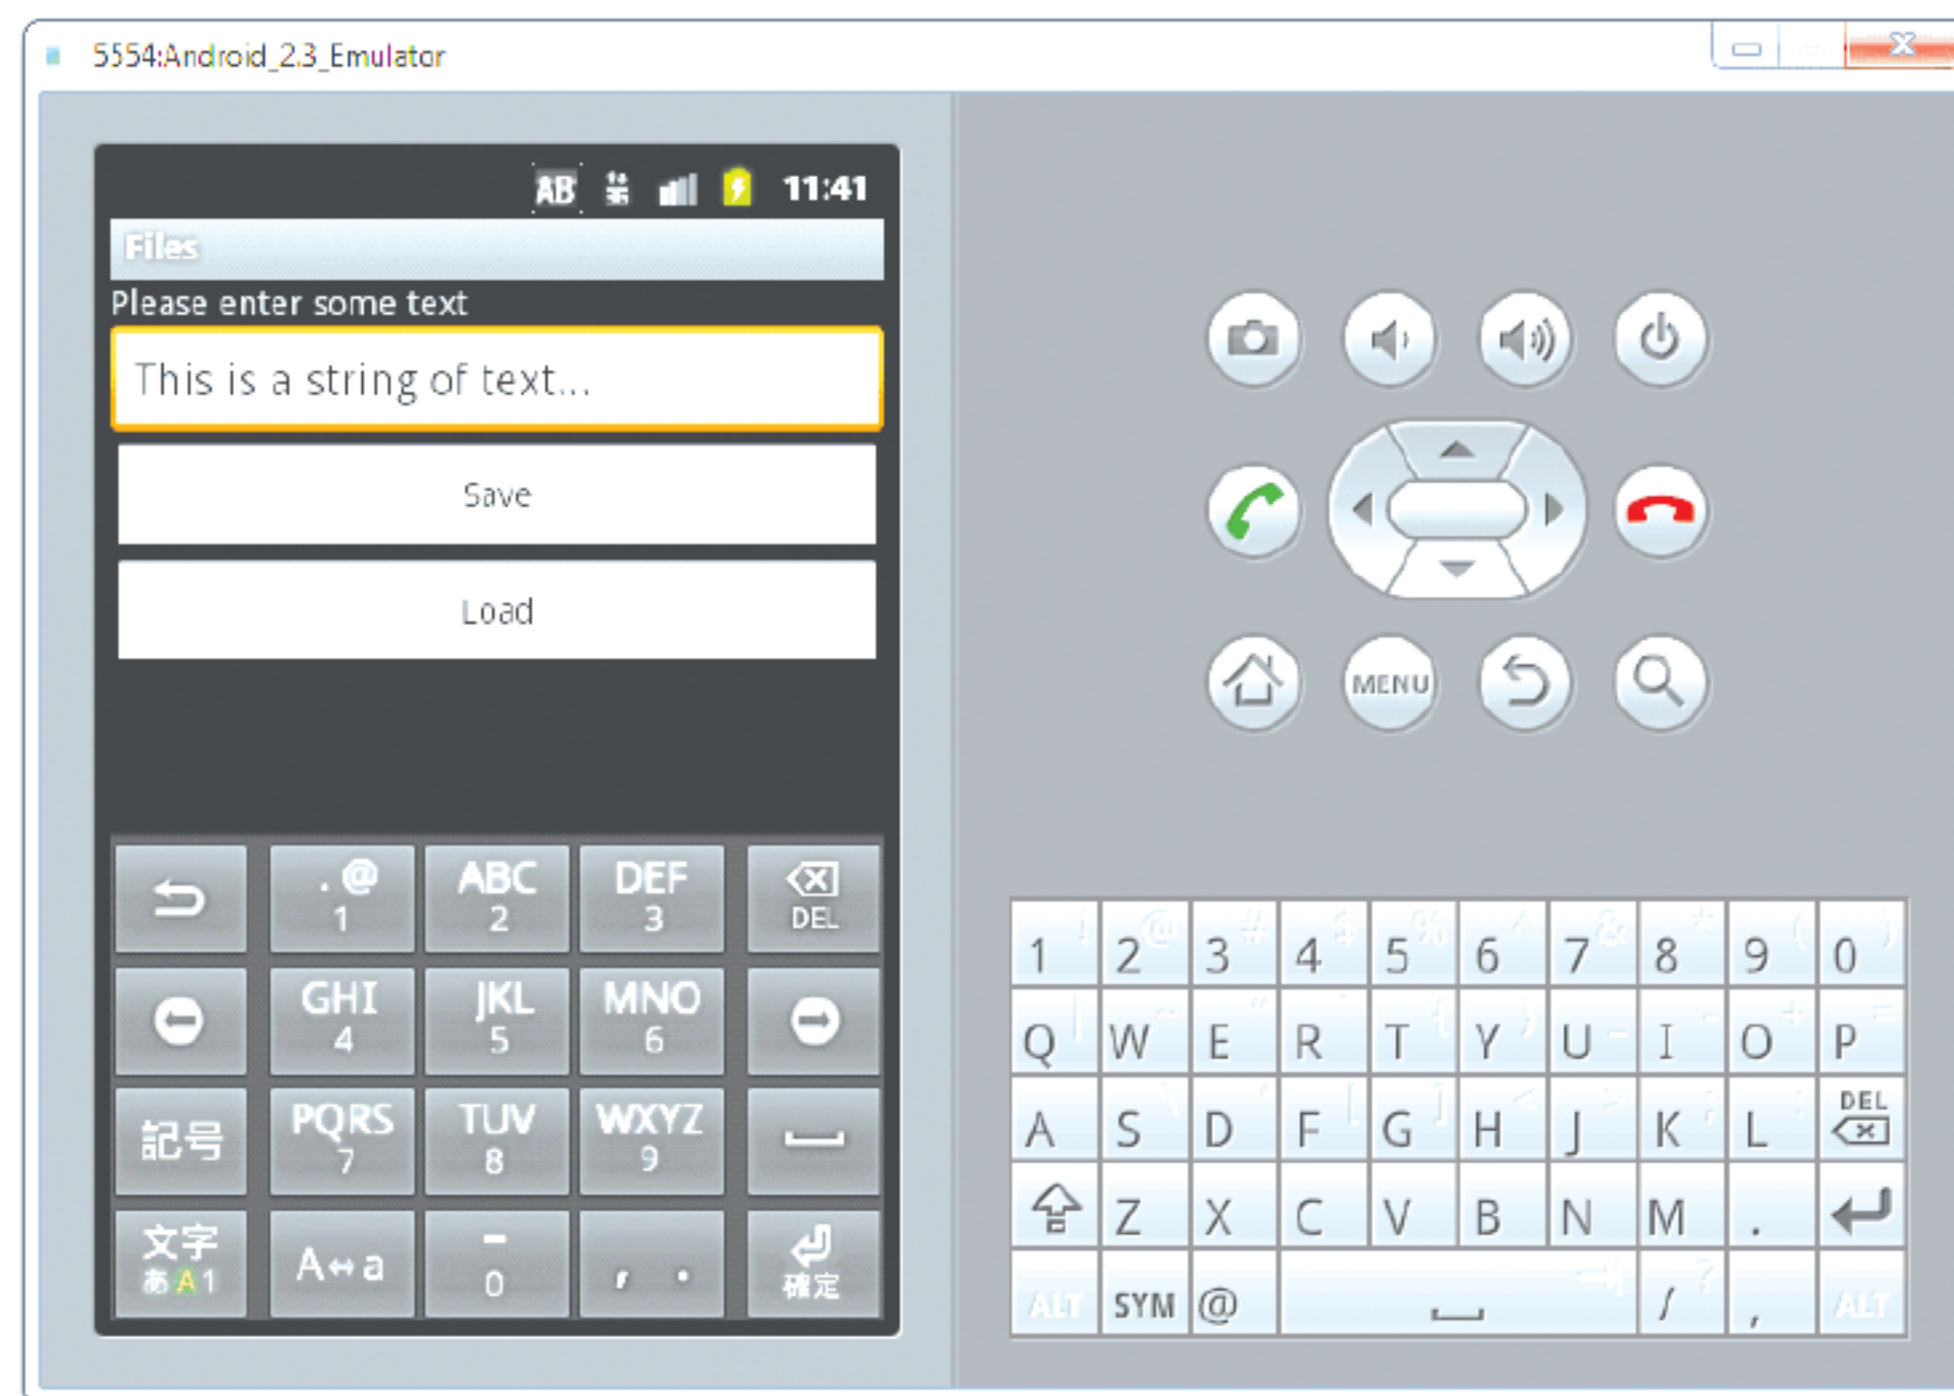 5554:Android_2.3_Emulator
AB 11:41
Files
Please enter some text
This is a string of text...
Save
Load
. @ ABC DEF
1 2 3 DEL
GHI JKL MNO
4 5 6
記号 PQRS TUV WXYZ
7 8 9
文字 A⇔a - , .
あA1 0 確定
MENU
1 ! 2 @ 3 # 4 $ 5 % 6 ^ 7 & 8 * 9 ( 0 )
Q | W ~ E " R T { Y } U _ I - O + P =
A S \ D ' F [ G ] H < J > K ; L : DEL
Z X C V B N M .
ALT SYM @ / ? , ALT